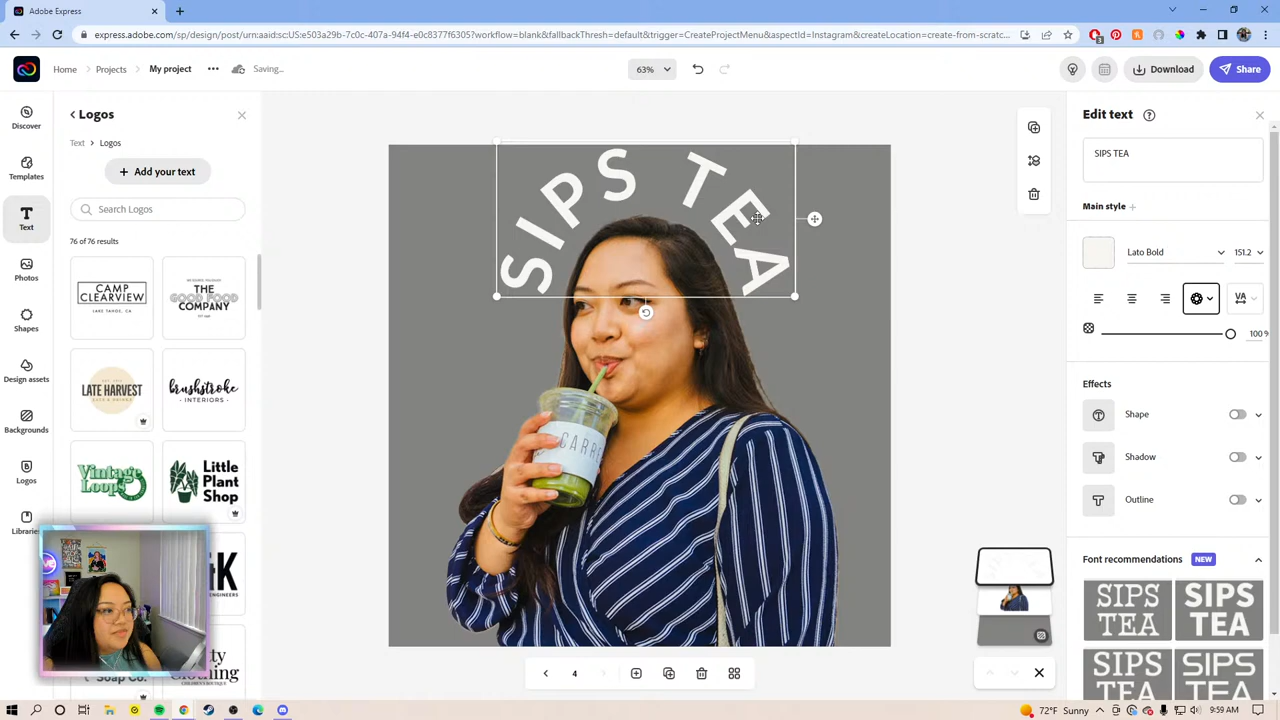 Adobe Express
express.adobe.com/sp/design/post/urn:aaid:sc:US:e503a29b-7c0c-407a-94f4-e0c8377f6305?workflow=blank&fallbackThresh=default&trigger=CreateProjectMenu&aspectId=Instagram&createLocation=create-from-scratc...
Home
Projects
My project
Saving...
63%
Download
Share
Discover
Templates
Text
Photos
Shapes
Design assets
Backgrounds
Logos
Libraries
Logos
Text > Logos
+ Add your text
Search Logos
76 of 76 results
CAMP
CLEARVIEW
LAKE TAHOE, CA
THE
GOOD FOOD
COMPANY
LATE HARVEST
brushstroke
INTERIORS
Vintage
Loops
Little
Plant
Shop
Clothing
SIPS TEA
CARRE
4
Edit text
SIPS TEA
Main style
Lato Bold
151.2
VA
100 %
Effects
Shape
Shadow
Outline
Font recommendations NEW
SIPS
TEA
SIPS
TEA
SIPS
TEA
SIPS
TEA
72°F
9:59 AM